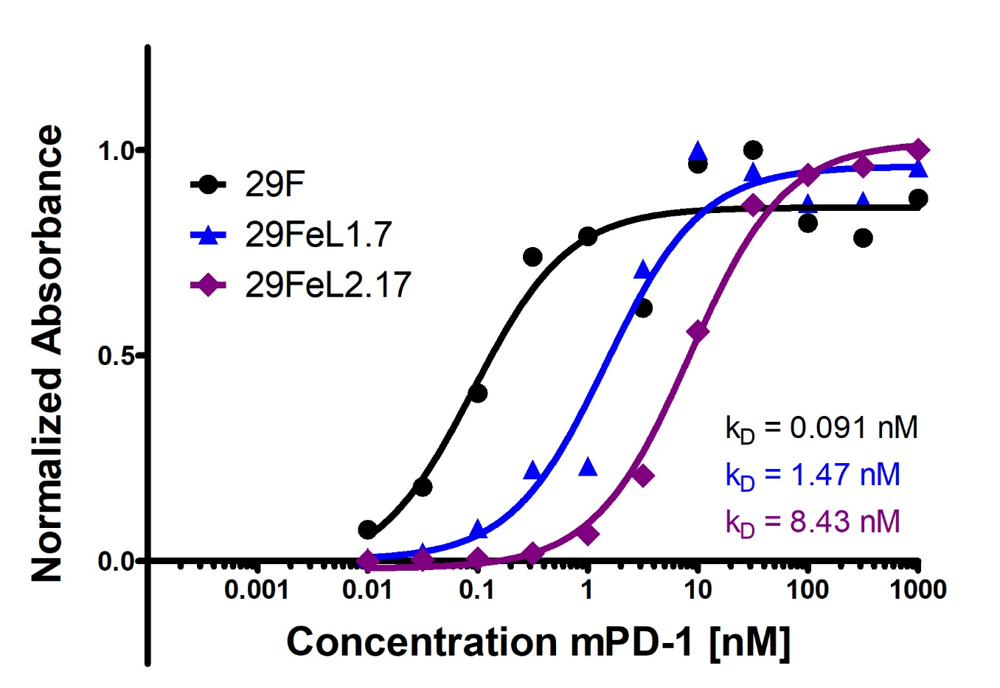 Normalized Absorbance
1.0
0.5
0.0
29F
29FeL1.7
29FeL2.17
kD = 0.091 nM
kD = 1.47 nM
kD = 8.43 nM
0.001 0.01 0.1 1 10 100 1000
Concentration mPD-1 [nM]